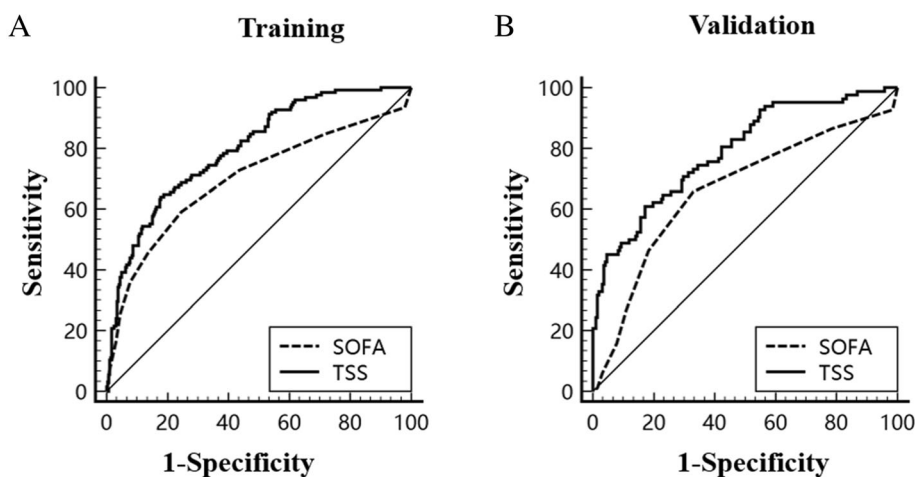 A
Training
Sensitivity
100
80
60
40
20
0
SOFA
TSS
0 20 40 60 80 100
1-Specificity
B
Validation
Sensitivity
100
80
60
40
20
0
SOFA
TSS
0 20 40 60 80 100
1-Specificity